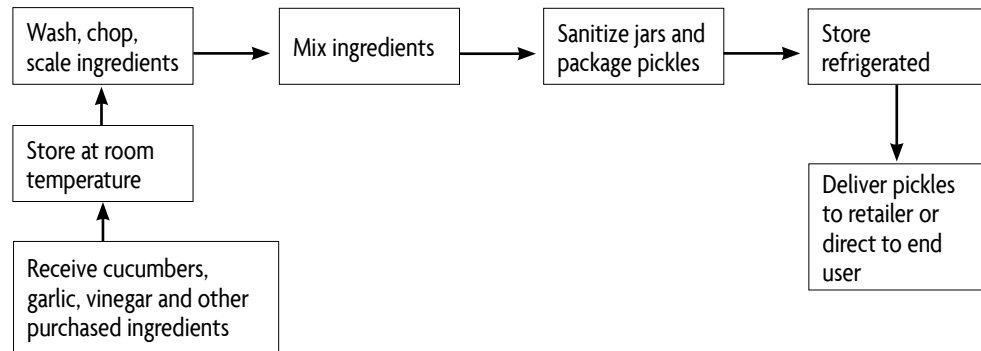 Receive cucumbers,
garlic, vinegar and other
purchased ingredients
Store at room
temperature
Wash, chop,
scale ingredients
Mix ingredients
Sanitize jars and
package pickles
Store
refrigerated
Deliver pickles
to retailer or
direct to end
user